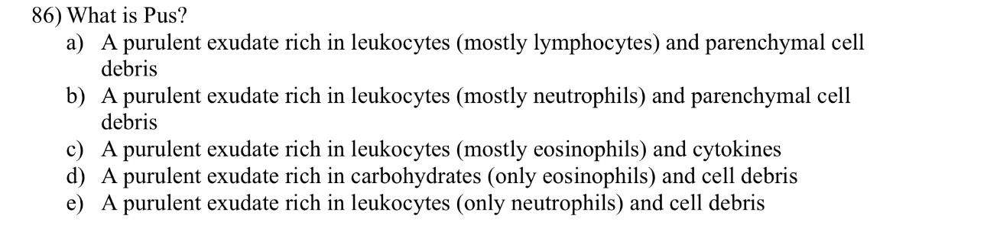 86) What is Pus?
a) A purulent exudate rich in leukocytes (mostly lymphocytes) and parenchymal cell
debris
b) A purulent exudate rich in leukocytes (mostly neutrophils) and parenchymal cell
debris
c) A purulent exudate rich in leukocytes (mostly eosinophils) and cytokines
d) A purulent exudate rich in carbohydrates (only eosinophils) and cell debris
e) A purulent exudate rich in leukocytes (only neutrophils) and cell debris